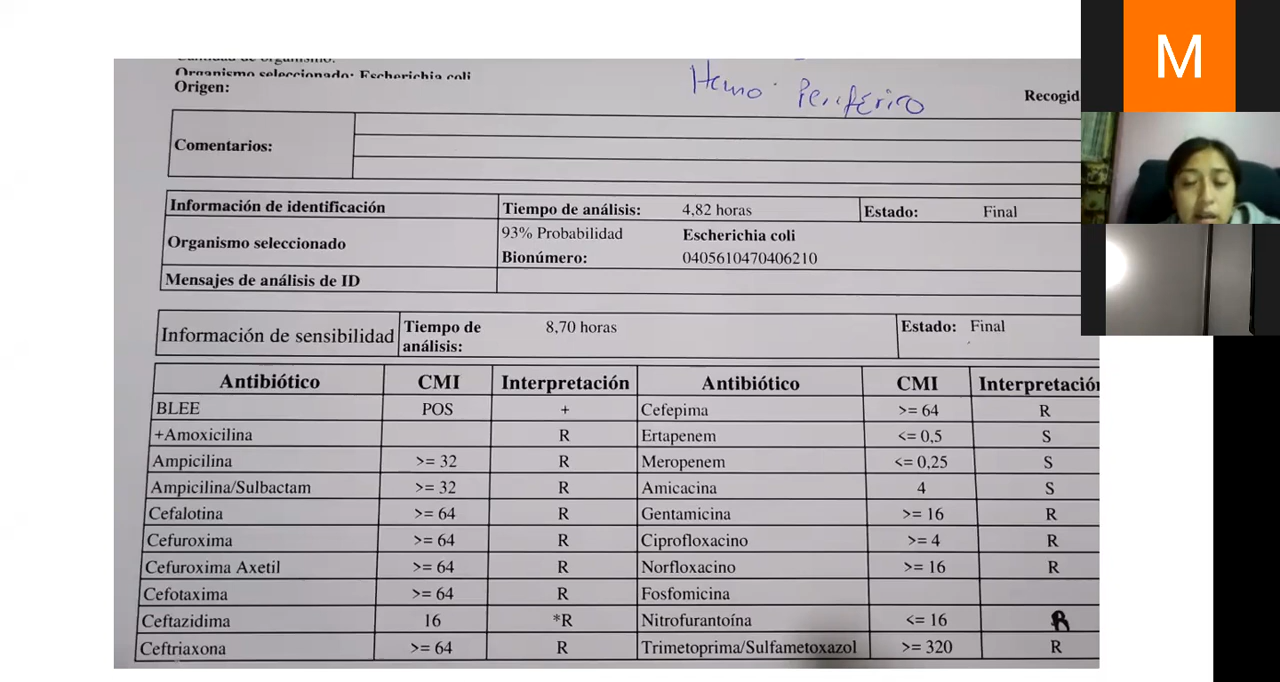 M
Cantidad de organismo:
Organismo seleccionado: Escherichia coli
Hemo. Periférico
Origen:
Recogid
Comentarios:
Información de identificación Tiempo de análisis: 4,82 horas Estado: Final
Organismo seleccionado 93% Probabilidad Escherichia coli
Bionúmero: 0405610470406210
Mensajes de análisis de ID
Información de sensibilidad Tiempo de análisis: 8,70 horas Estado: Final
Antibiótico CMI Interpretación Antibiótico CMI Interpretación
BLEE POS + Cefepima >= 64 R
+Amoxicilina R Ertapenem <= 0,5 S
Ampicilina >= 32 R Meropenem <= 0,25 S
Ampicilina/Sulbactam >= 32 R Amicacina 4 S
Cefalotina >= 64 R Gentamicina >= 16 R
Cefuroxima >= 64 R Ciprofloxacino >= 4 R
Cefuroxima Axetil >= 64 R Norfloxacino >= 16 R
Cefotaxima >= 64 R Fosfomicina
Ceftazidima 16 *R Nitrofurantoína <= 16 R
Ceftriaxona >= 64 R Trimetoprima/Sulfametoxazol >= 320 R